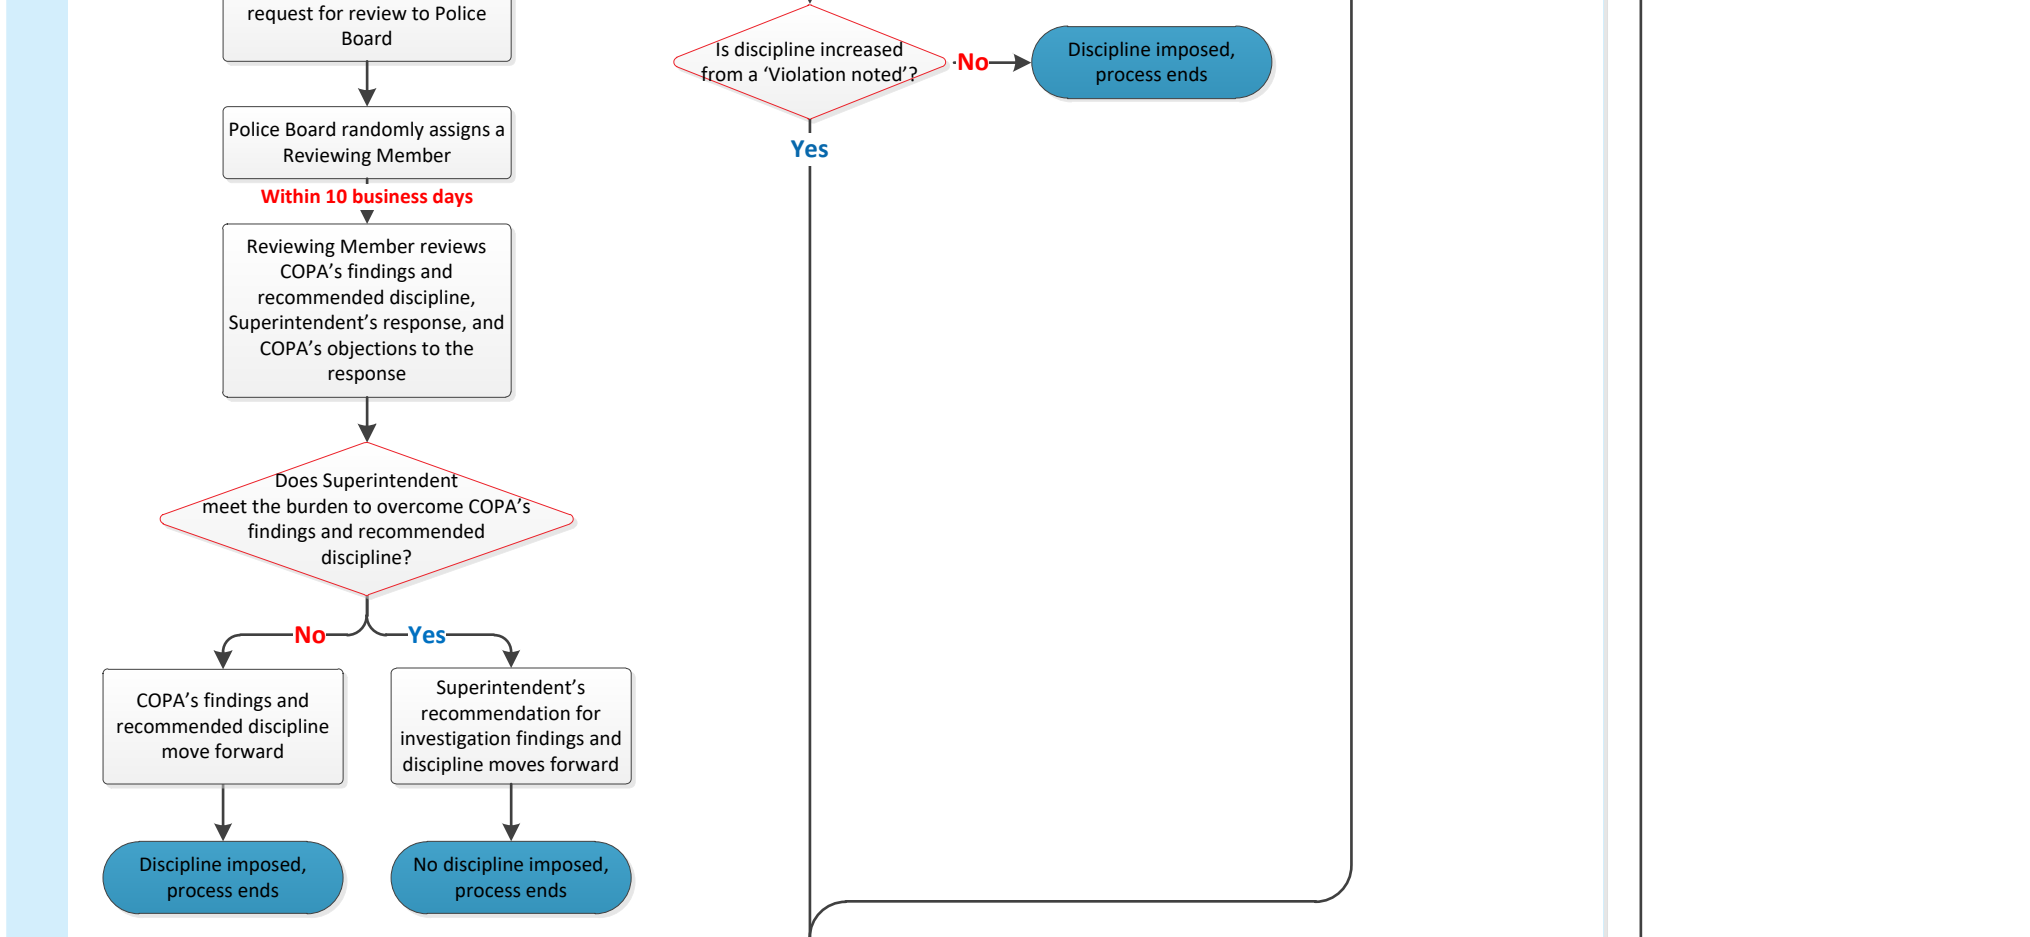 request for review to Police
Board
Police Board randomly assigns a
Reviewing Member
Within 10 business days
Reviewing Member reviews
COPA’s findings and
recommended discipline,
Superintendent’s response, and
COPA’s objections to the
response
Does Superintendent
meet the burden to overcome COPA’s
findings and recommended
discipline?
No
Yes
COPA’s findings and
recommended discipline
move forward
Superintendent’s
recommendation for
investigation findings and
discipline moves forward
Discipline imposed,
process ends
No discipline imposed,
process ends
Is discipline increased
from a ‘Violation noted’?
No
Discipline imposed,
process ends
Yes